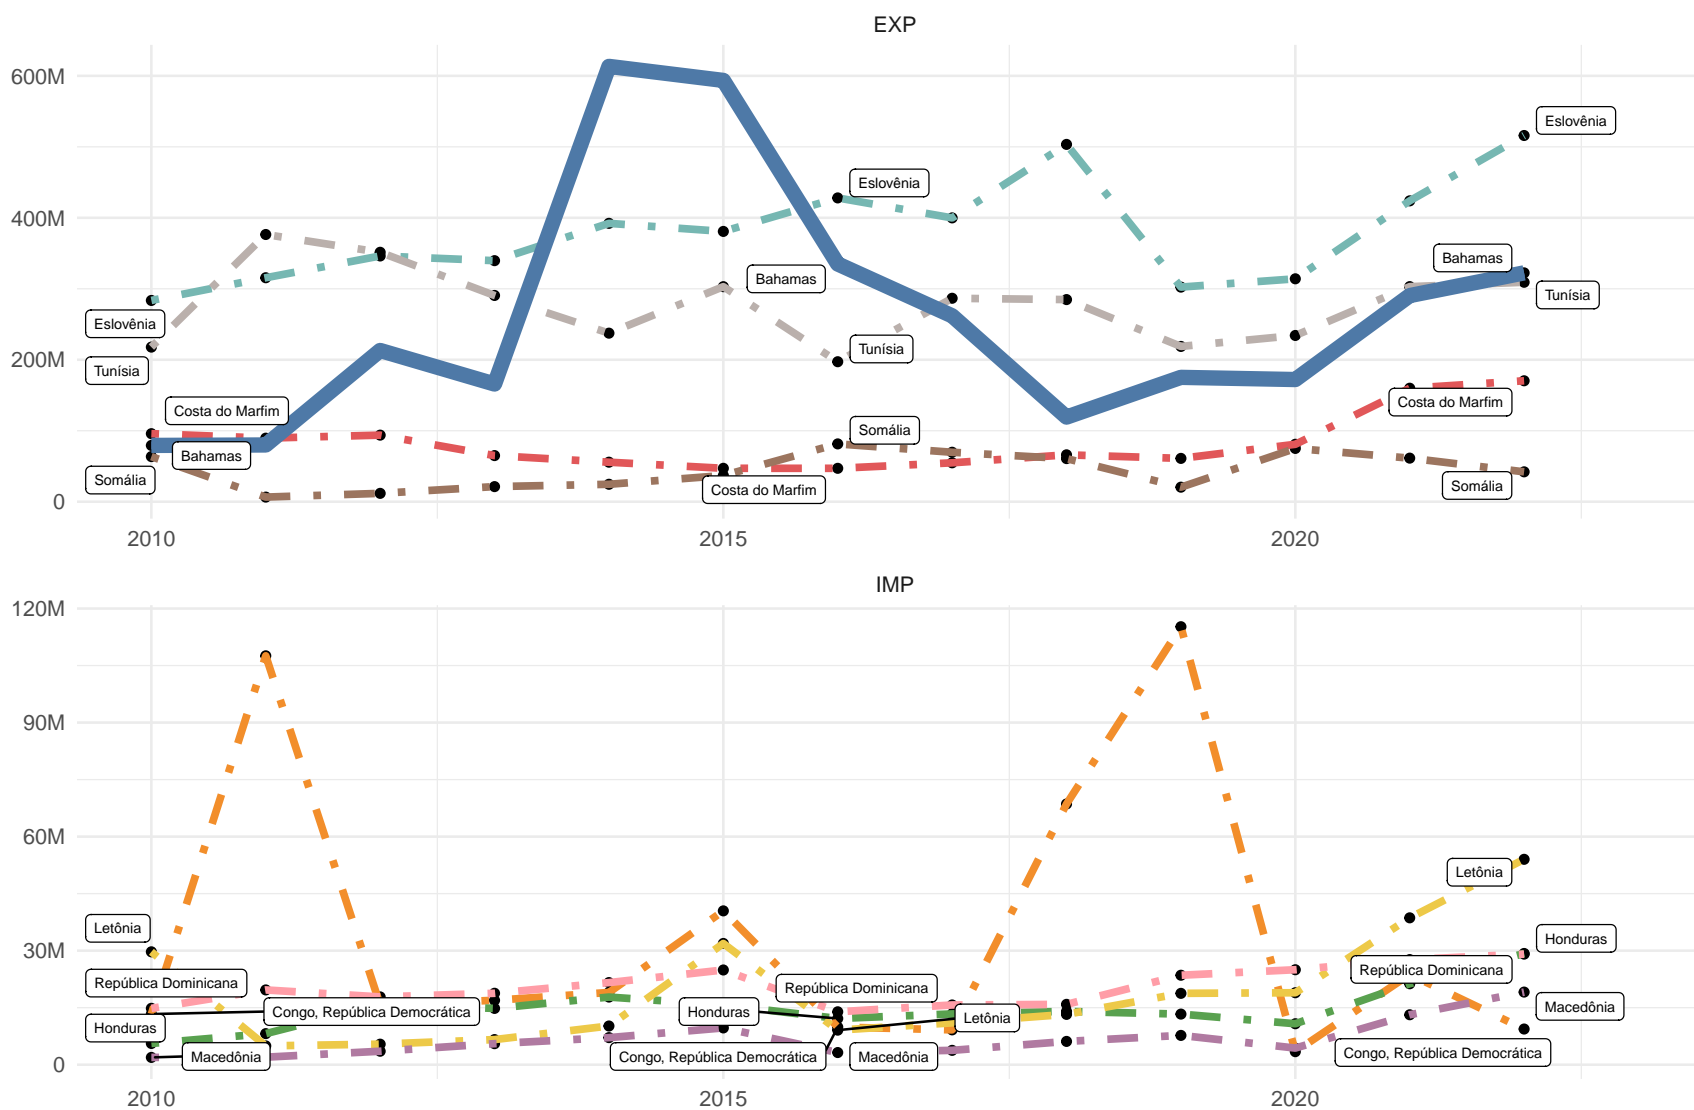 EXP
600M
Eslovênia
Eslovênia
400M
Bahamas
Bahamas
Tunísia
Eslovênia
Tunísia
200M
Tunísia
Costa do Marfim
Costa do Marfim
Somália
Bahamas
Somália
Costa do Marfim
Somália
0
2010
2015
2020
IMP
120M
90M
60M
Letônia
Letônia
Honduras
30M
República Dominicana
República Dominicana
República Dominicana
Macedônia
Congo, República Democrática
Honduras
Letônia
Honduras
Macedônia
Congo, República Democrática
Macedônia
Congo, República Democrática
0
2010
2015
2020